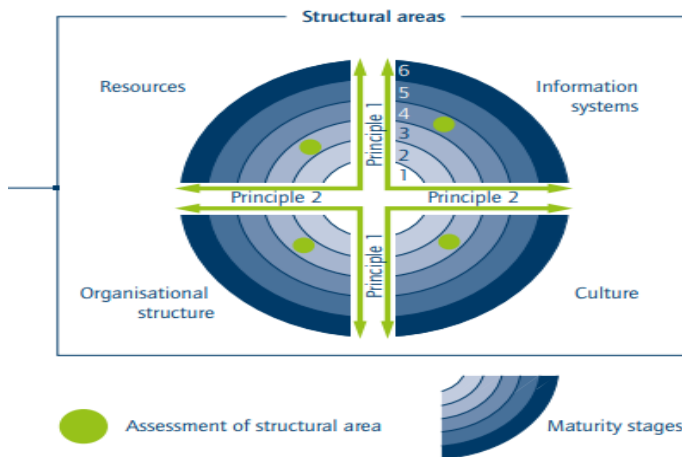 Structural areas
Resources
Information
systems
6
5
4
3
2
1
Principle 1
Principle 2
Principle 2
Principle 1
Organisational
structure
Culture
Assessment of structural area
Maturity stages